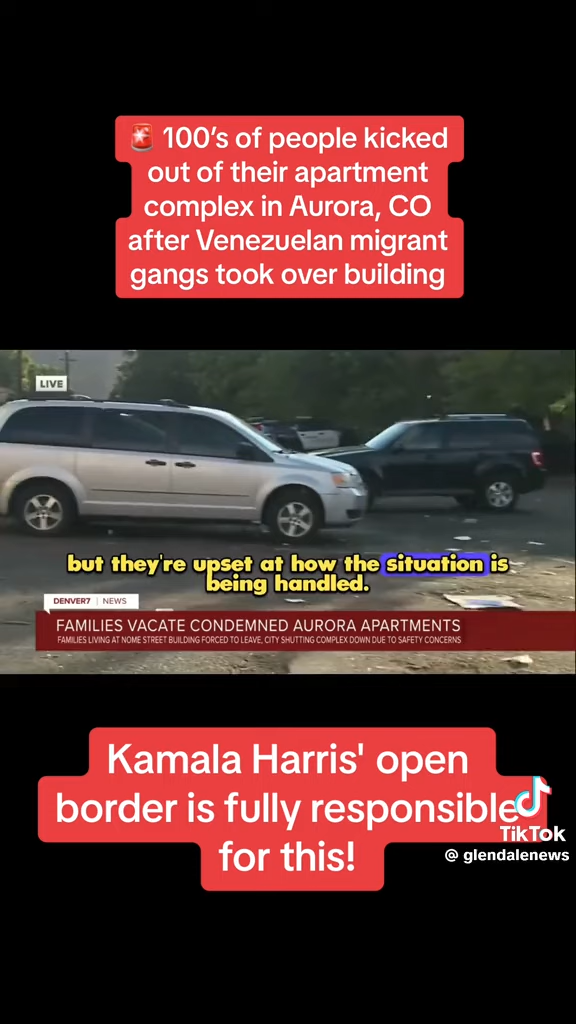 🚨 100’s of people kicked
out of their apartment
complex in Aurora, CO
after Venezuelan migrant
gangs took over building
LIVE
but they're upset at how the situation is
being handled.
DENVER7 | NEWS
FAMILIES VACATE CONDEMNED AURORA APARTMENTS
FAMILIES LIVING AT NOME STREET BUILDING FORCED TO LEAVE, CITY SHUTTING COMPLEX DOWN DUE TO SAFETY CONCERNS
Kamala Harris' open
border is fully responsible
for this!
TikTok
@ glendalenews